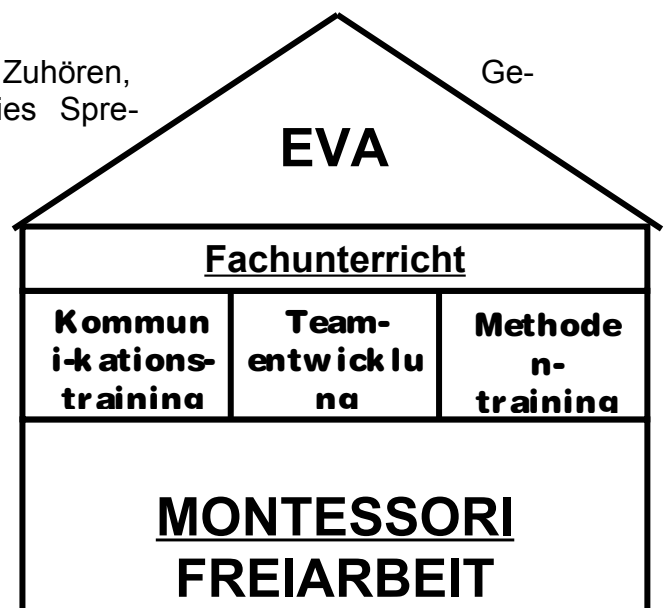 Zuhören,
Ge-
ies Spre-
EVA
Fachunterricht
Kommun
i-kations-
training
Team-
entwicklu
ng
Methode
n-
training
MONTESSORI
FREIARBEIT